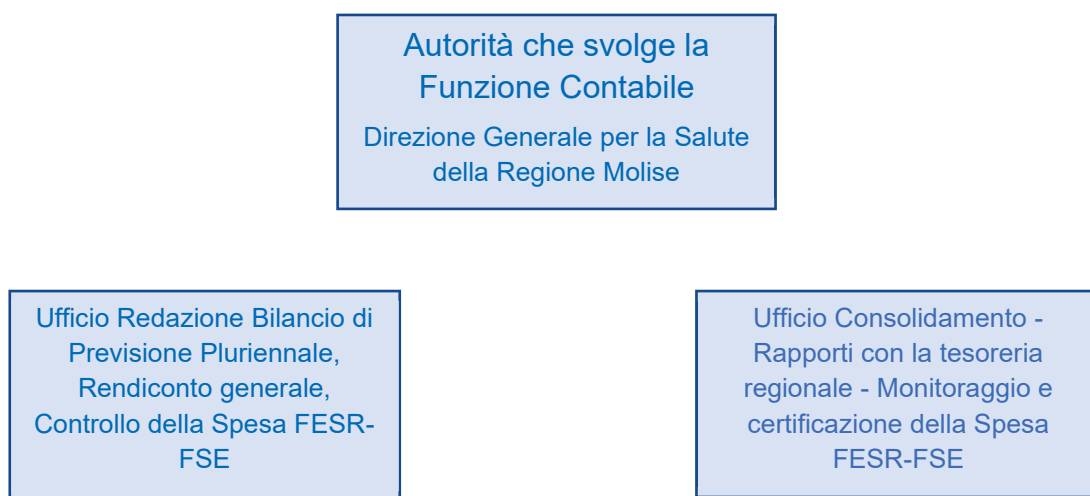 Autorità che svolge la
Funzione Contabile
Direzione Generale per la Salute
della Regione Molise
Ufficio Redazione Bilancio di
Previsione Pluriennale,
Rendiconto generale,
Controllo della Spesa FESR-
FSE
Ufficio Consolidamento -
Rapporti con la tesoreria
regionale - Monitoraggio e
certificazione della Spesa
FESR-FSE